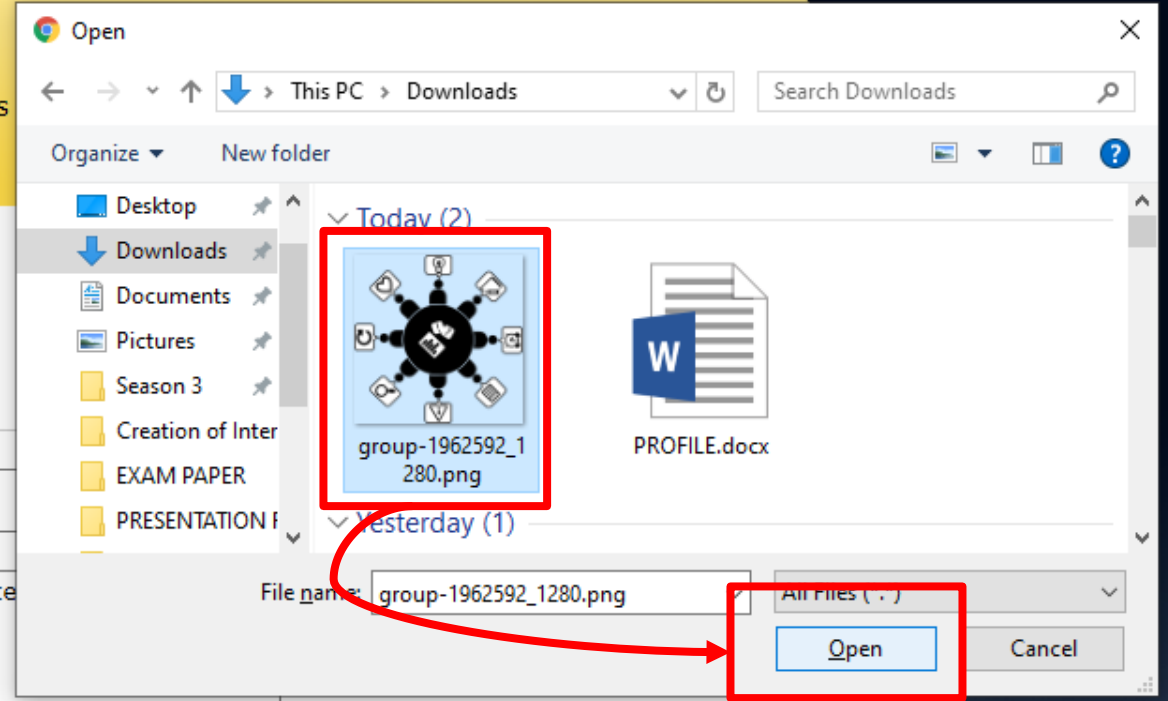 Open
This PC > Downloads
Search Downloads
Organize
New folder
Desktop
Downloads
Documents
Pictures
Season 3
Creation of Inter
EXAM PAPER
PRESENTATION F
Today (2)
group-1962592_1
280.png
W
PROFILE.docx
Yesterday (1)
File name: group-1962592_1280.png
All Files (*.*)
Open
Cancel